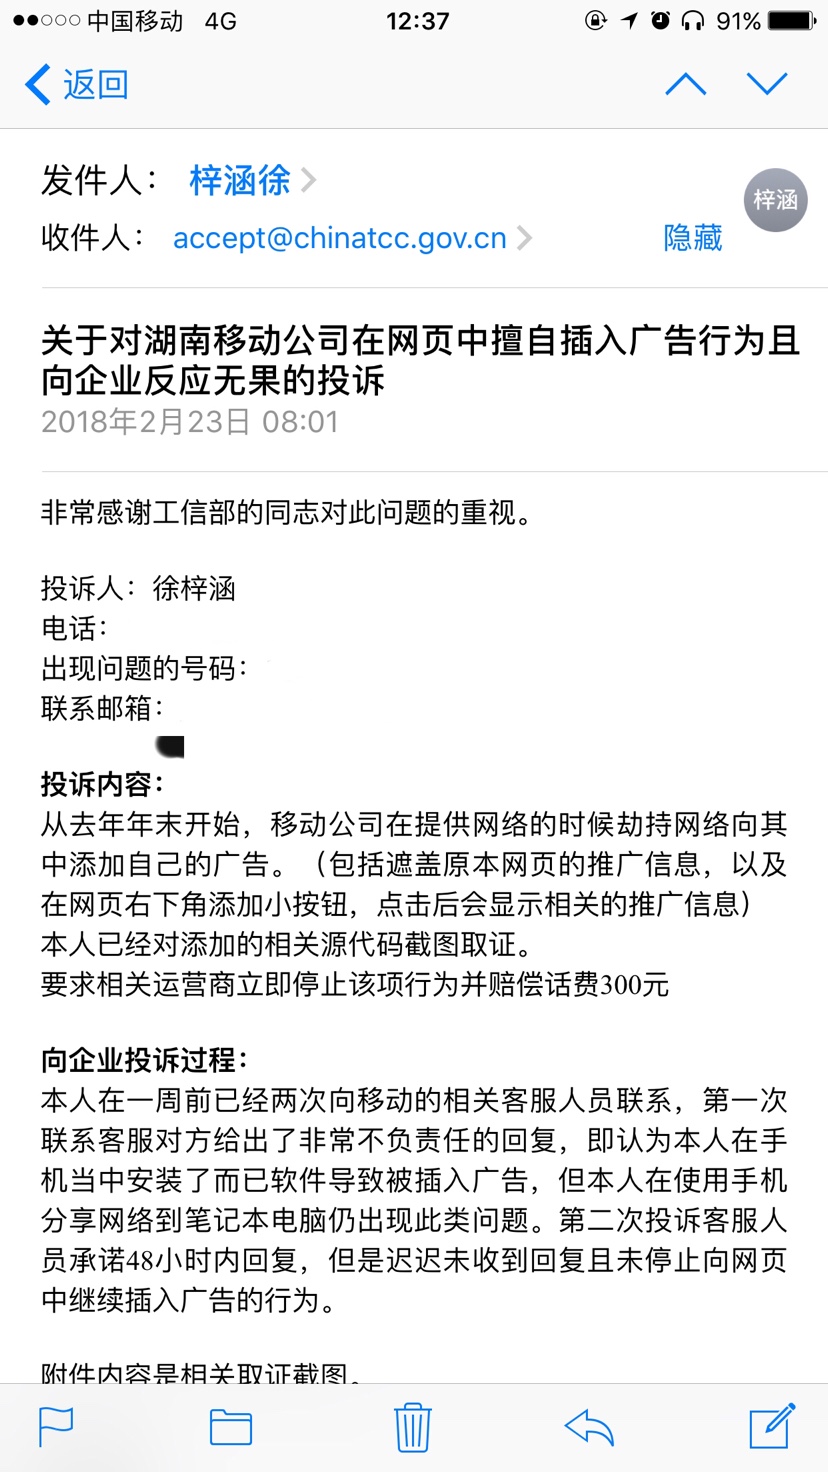 中国移动 4G 12:37 91%
返回
发件人： 梓涵徐
梓涵
收件人： accept@chinatcc.gov.cn 隐藏
关于对湖南移动公司在网页中擅自插入广告行为且
向企业反应无果的投诉
2018年2月23日 08:01
非常感谢工信部的同志对此问题的重视。
投诉人：徐梓涵
电话：
出现问题的号码：
联系邮箱：
投诉内容：
从去年年末开始，移动公司在提供网络的时候劫持网络向其
中添加自己的广告。（包括遮盖原本网页的推广信息，以及
在网页右下角添加小按钮，点击后会显示相关的推广信息）
本人已经对添加的相关源代码截图取证。
要求相关运营商立即停止该项行为并赔偿话费300元
向企业投诉过程：
本人在一周前已经两次向移动的相关客服人员联系，第一次
联系客服对方给出了非常不负责任的回复，即认为本人在手
机当中安装了而已软件导致被插入广告，但本人在使用手机
分享网络到笔记本电脑仍出现此类问题。第二次投诉客服人
员承诺48小时内回复，但是迟迟未收到回复且未停止向网页
中继续插入广告的行为。
附件内容是相关取证截图。